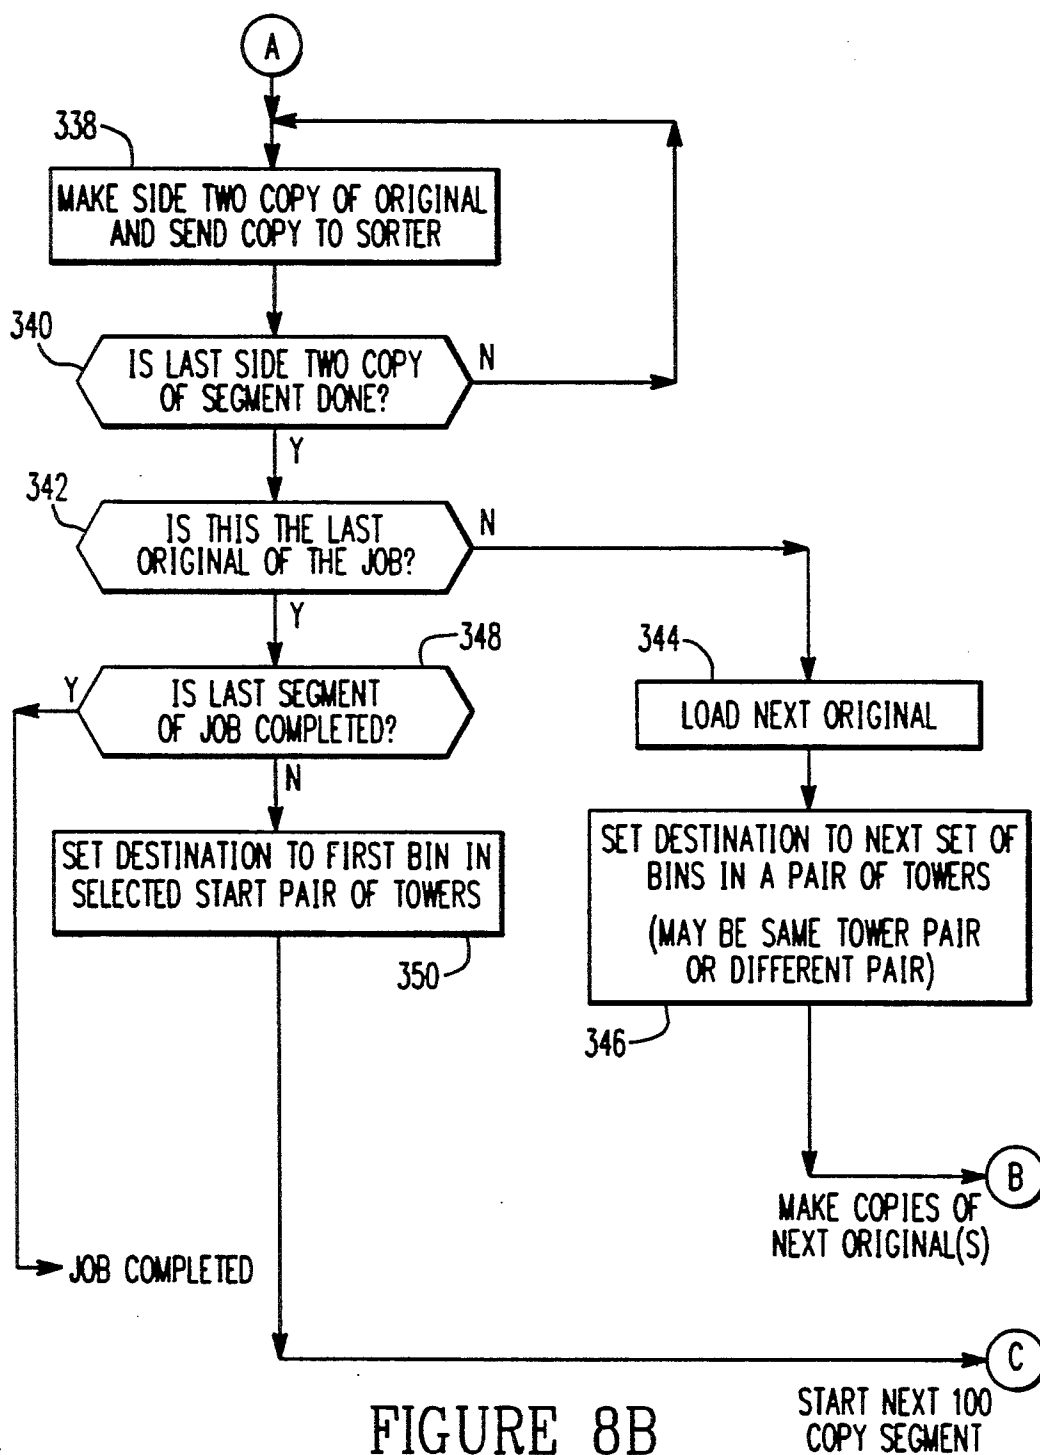 A
338
MAKE SIDE TWO COPY OF ORIGINAL
AND SEND COPY TO SORTER
340
IS LAST SIDE TWO COPY
OF SEGMENT DONE?
N
Y
342
IS THIS THE LAST
ORIGINAL OF THE JOB?
N
Y
348
IS LAST SEGMENT
OF JOB COMPLETED?
Y
N
344
LOAD NEXT ORIGINAL
SET DESTINATION TO FIRST BIN IN
SELECTED START PAIR OF TOWERS
350
SET DESTINATION TO NEXT SET OF
BINS IN A PAIR OF TOWERS
(MAY BE SAME TOWER PAIR
OR DIFFERENT PAIR)
346
B
MAKE COPIES OF
NEXT ORIGINAL(S)
JOB COMPLETED
C
START NEXT 100
COPY SEGMENT
FIGURE 8B